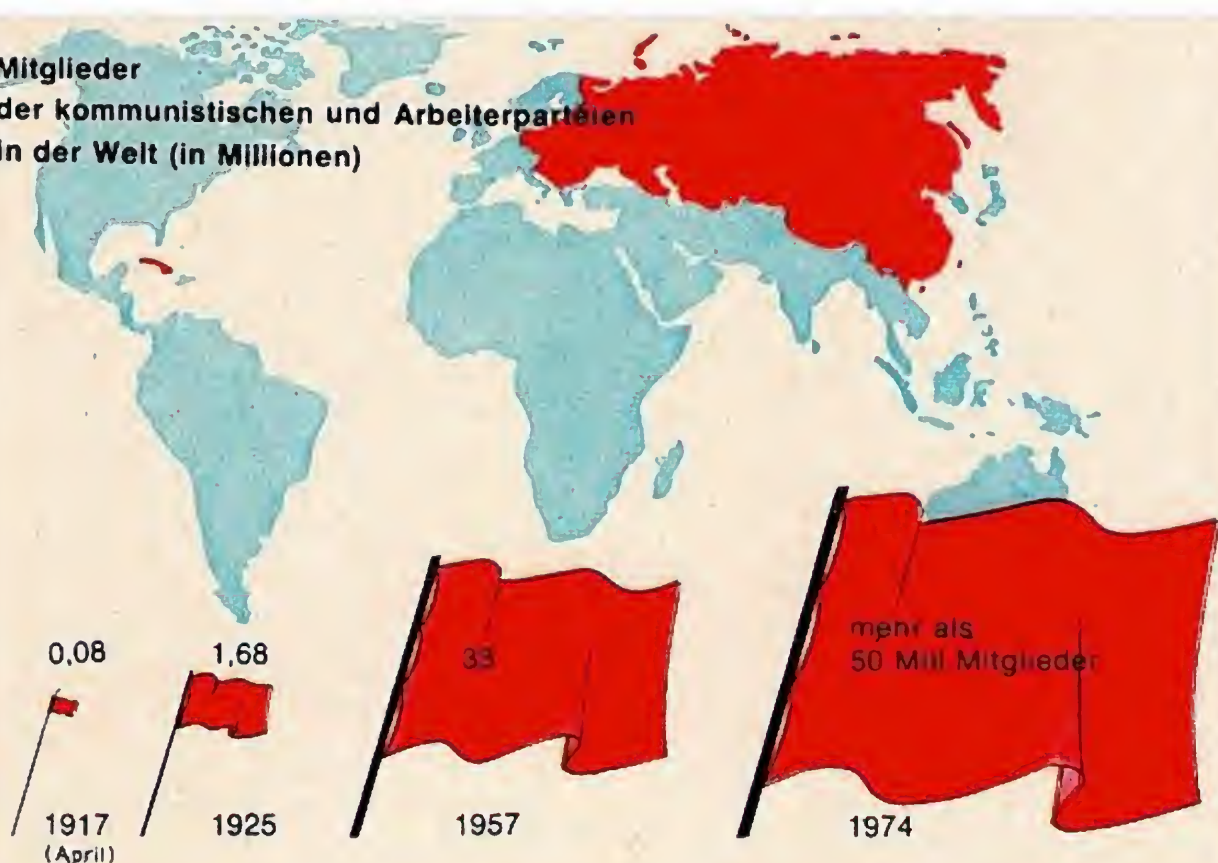 Mitglieder
der kommunistischen und Arbeiterparteien
in der Welt (in Millionen)
0,08
1,68
33
mehr als
50 Mill Mitglieder
1917
(April)
1925
1957
1974